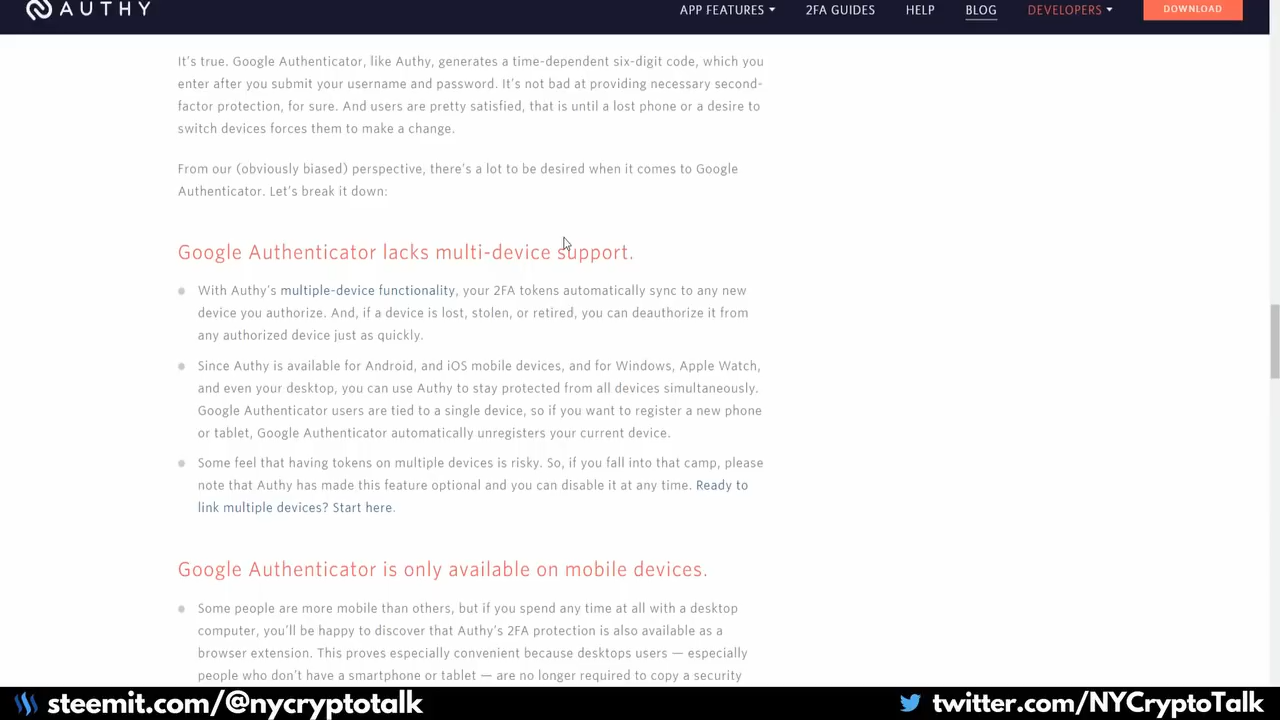 AUTHY
APP FEATURES
2FA GUIDES
HELP
BLOG
DEVELOPERS
DOWNLOAD
It's true. Google Authenticator, like Authy, generates a time-dependent six-digit code, which you
enter after you submit your username and password. It's not bad at providing necessary second-
factor protection, for sure. And users are pretty satisfied, that is until a lost phone or a desire to
switch devices forces them to make a change.
From our (obviously biased) perspective, there's a lot to be desired when it comes to Google
Authenticator. Let's break it down:
Google Authenticator lacks multi-device support.
With Authy's multiple-device functionality, your 2FA tokens automatically sync to any new
device you authorize. And, if a device is lost, stolen, or retired, you can deauthorize it from
any authorized device just as quickly.
Since Authy is available for Android, and iOS mobile devices, and for Windows, Apple Watch,
and even your desktop, you can use Authy to stay protected from all devices simultaneously.
Google Authenticator users are tied to a single device, so if you want to register a new phone
or tablet, Google Authenticator automatically unregisters your current device.
Some feel that having tokens on multiple devices is risky. So, if you fall into that camp, please
note that Authy has made this feature optional and you can disable it at any time. Ready to
link multiple devices? Start here.
Google Authenticator is only available on mobile devices.
Some people are more mobile than others, but if you spend any time at all with a desktop
computer, you'll be happy to discover that Authy's 2FA protection is also available as a
browser extension. This proves especially convenient because desktops users — especially
people who don't have a smartphone or tablet — are no longer required to copy a security
steemit.com/@nycryptotalk
twitter.com/NYCryptoTalk